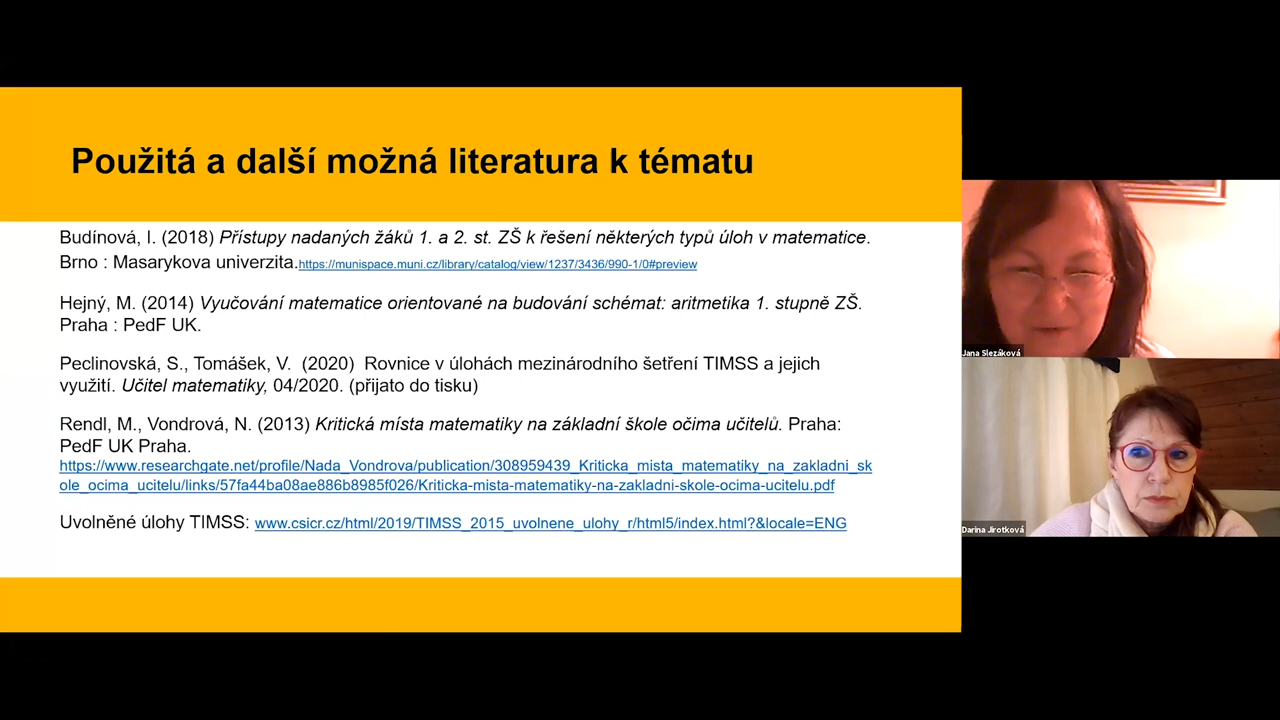 Použitá a další možná literatura k tématu
Budínová, I. (2018) Přístupy nadaných žáků 1. a 2. st. ZŠ k řešení některých typů úloh v matematice.
Brno : Masarykova univerzita.https://munispace.muni.cz/library/catalog/view/1237/3436/990-1/0#preview
Hejný, M. (2014) Vyučování matematice orientované na budování schémat: aritmetika 1. stupně ZŠ.
Praha : PedF UK.
Peclinovská, S., Tomášek, V. (2020) Rovnice v úlohách mezinárodního šetření TIMSS a jejich
využití. Učitel matematiky, 04/2020. (přijato do tisku)
Rendl, M., Vondrová, N. (2013) Kritická místa matematiky na základní škole očima učitelů. Praha:
PedF UK Praha.
https://www.researchgate.net/profile/Nada_Vondrova/publication/308959439_Kriticka_mista_matematiky_na_zakladni_sk
ole_ocima_ucitelu/links/57fa44ba08ae886b8985f026/Kriticka-mista-matematiky-na-zakladni-skole-ocima-ucitelu.pdf
Uvolněné úlohy TIMSS: www.csicr.cz/html/2019/TIMSS_2015_uvolnene_ulohy_r/html5/index.html?&locale=ENG
Jana Slezáková
Darina Jirotková